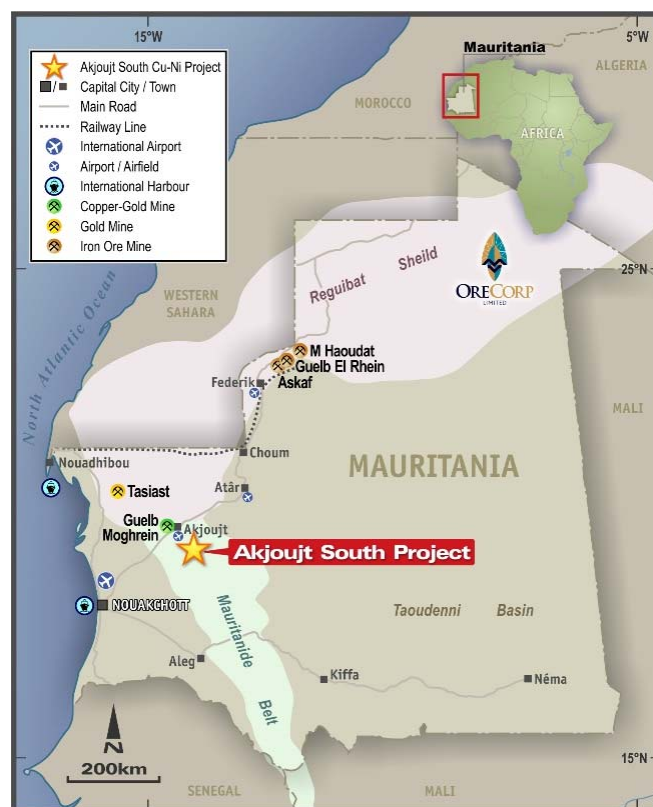 15°W
5°W
Akjoujt South Cu-Ni Project
Capital City / Town
Main Road
Railway Line
International Airport
Airport / Airfield
International Harbour
Copper-Gold Mine
Gold Mine
Iron Ore Mine
Mauritania
ALGERIA
MOROCCO
AFRICA
North Atlantic Ocean
WESTERN
SAHARA
Reguibat Sheild
ORECORP
LIMITED
25°N
M Haoudat
Guelb El Rhein
Askaf
Federik
MALI
Nouadhibou
Choum
MAURITANIA
Tasiast
Atâr
Guelb
Moghrein
Akjoujt
Akjoujt South Project
NOUAKCHOTT
Mauritanide
Belt
Taoudenni Basin
Aleg
Kiffa
Néma
N
200km
15°N
SENEGAL
MALI